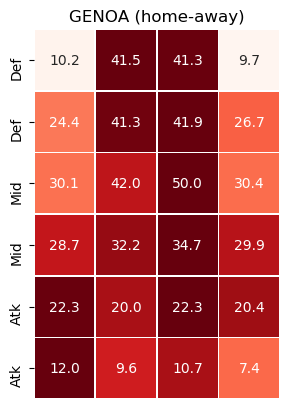 GENOA (home-away)
Def 10.2 41.5 41.3 9.7
Def 24.4 41.3 41.9 26.7
Mid 30.1 42.0 50.0 30.4
Mid 28.7 32.2 34.7 29.9
Atk 22.3 20.0 22.3 20.4
Atk 12.0 9.6 10.7 7.4